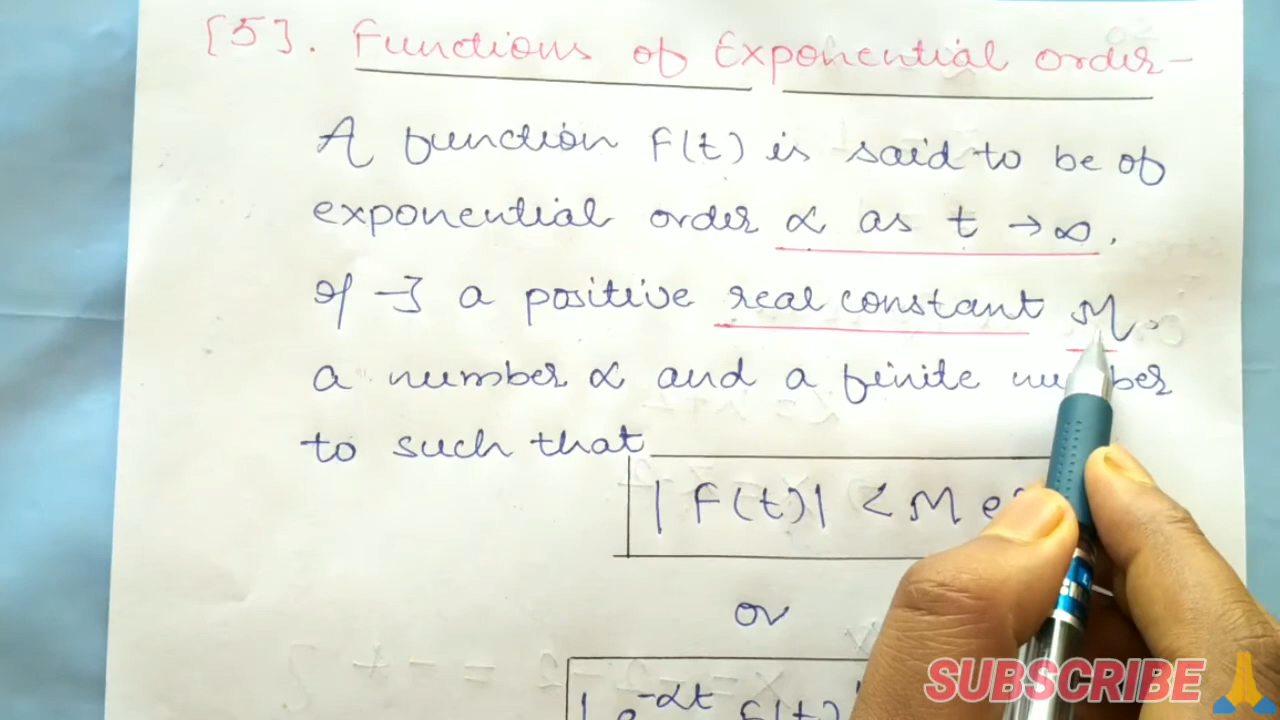 [5]. Functions of Exponential order-
A function F(t) is said to be of
exponential order α as t → ∞.
If ∃ a positive real constant M,
a number α and a finite
to such that
|F(t)| < M
or
e^-αt F(t)
SUBSCRIBE